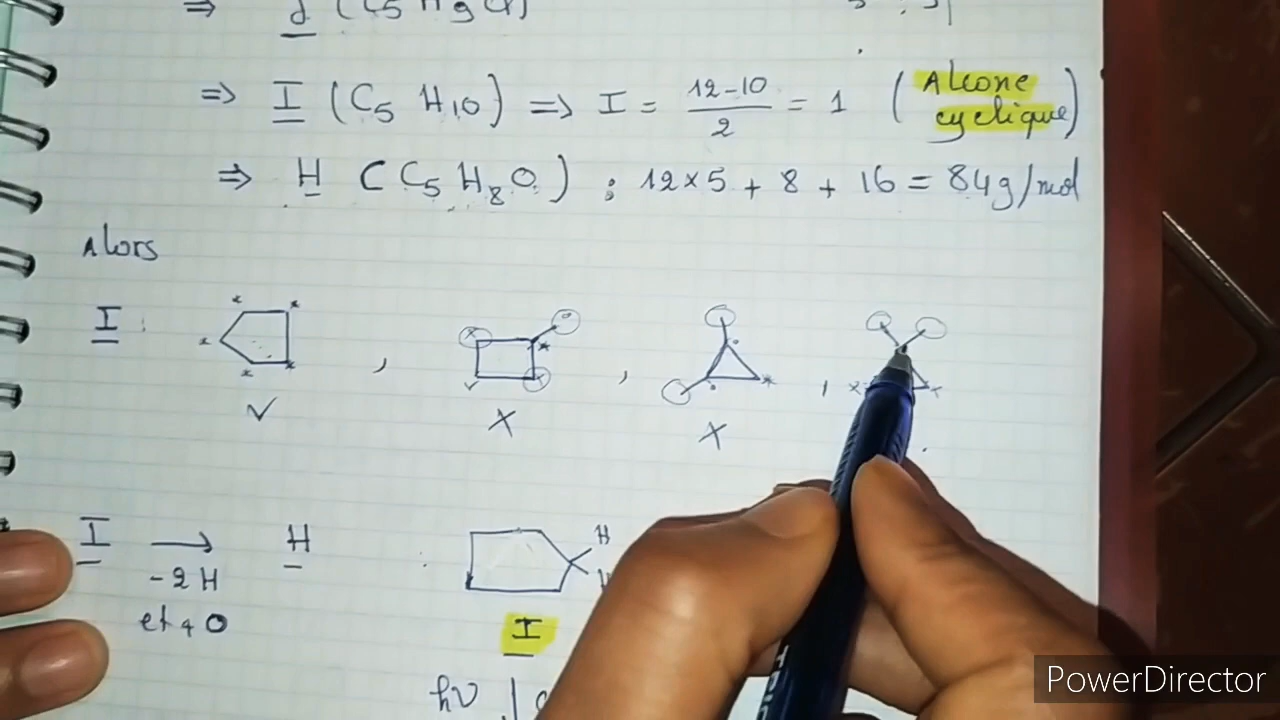 ⇒ I (C5 H10) ⇒ I = 12-10/2 = 1 (Alcane cyclique)
⇒ H (C5 H8 O) ; 12×5 + 8 + 16 = 84g/mol
Alors
I :
, , ,
✓ X X
I → H
-2H
et + O
H
I
hν
PowerDirector